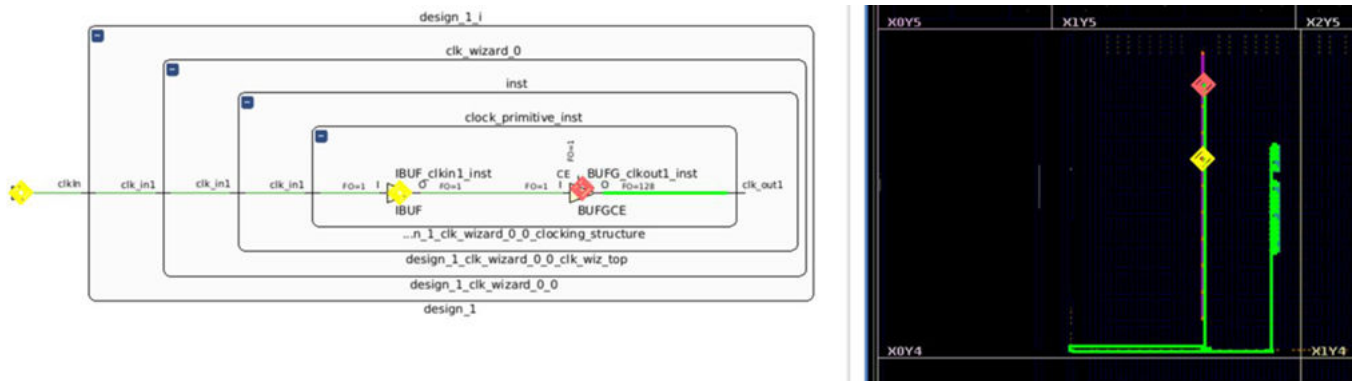 design_1_i
clk_wizard_0
inst
clock_primitive_inst
FO=1
IBUF_clkin1_inst
CE
BUFG_clkout1_inst
clkIn
clk_in1
clk_in1
clk_in1
FO=1
I
O
FO=1
FO=1
I
O
FO=128
clk_out1
IBUF
BUFGCE
...n_1_clk_wizard_0_0_clocking_structure
design_1_clk_wizard_0_0_clk_wiz_top
design_1_clk_wizard_0_0
design_1
X0Y5
X1Y5
X2Y5
X0Y4
X1Y4